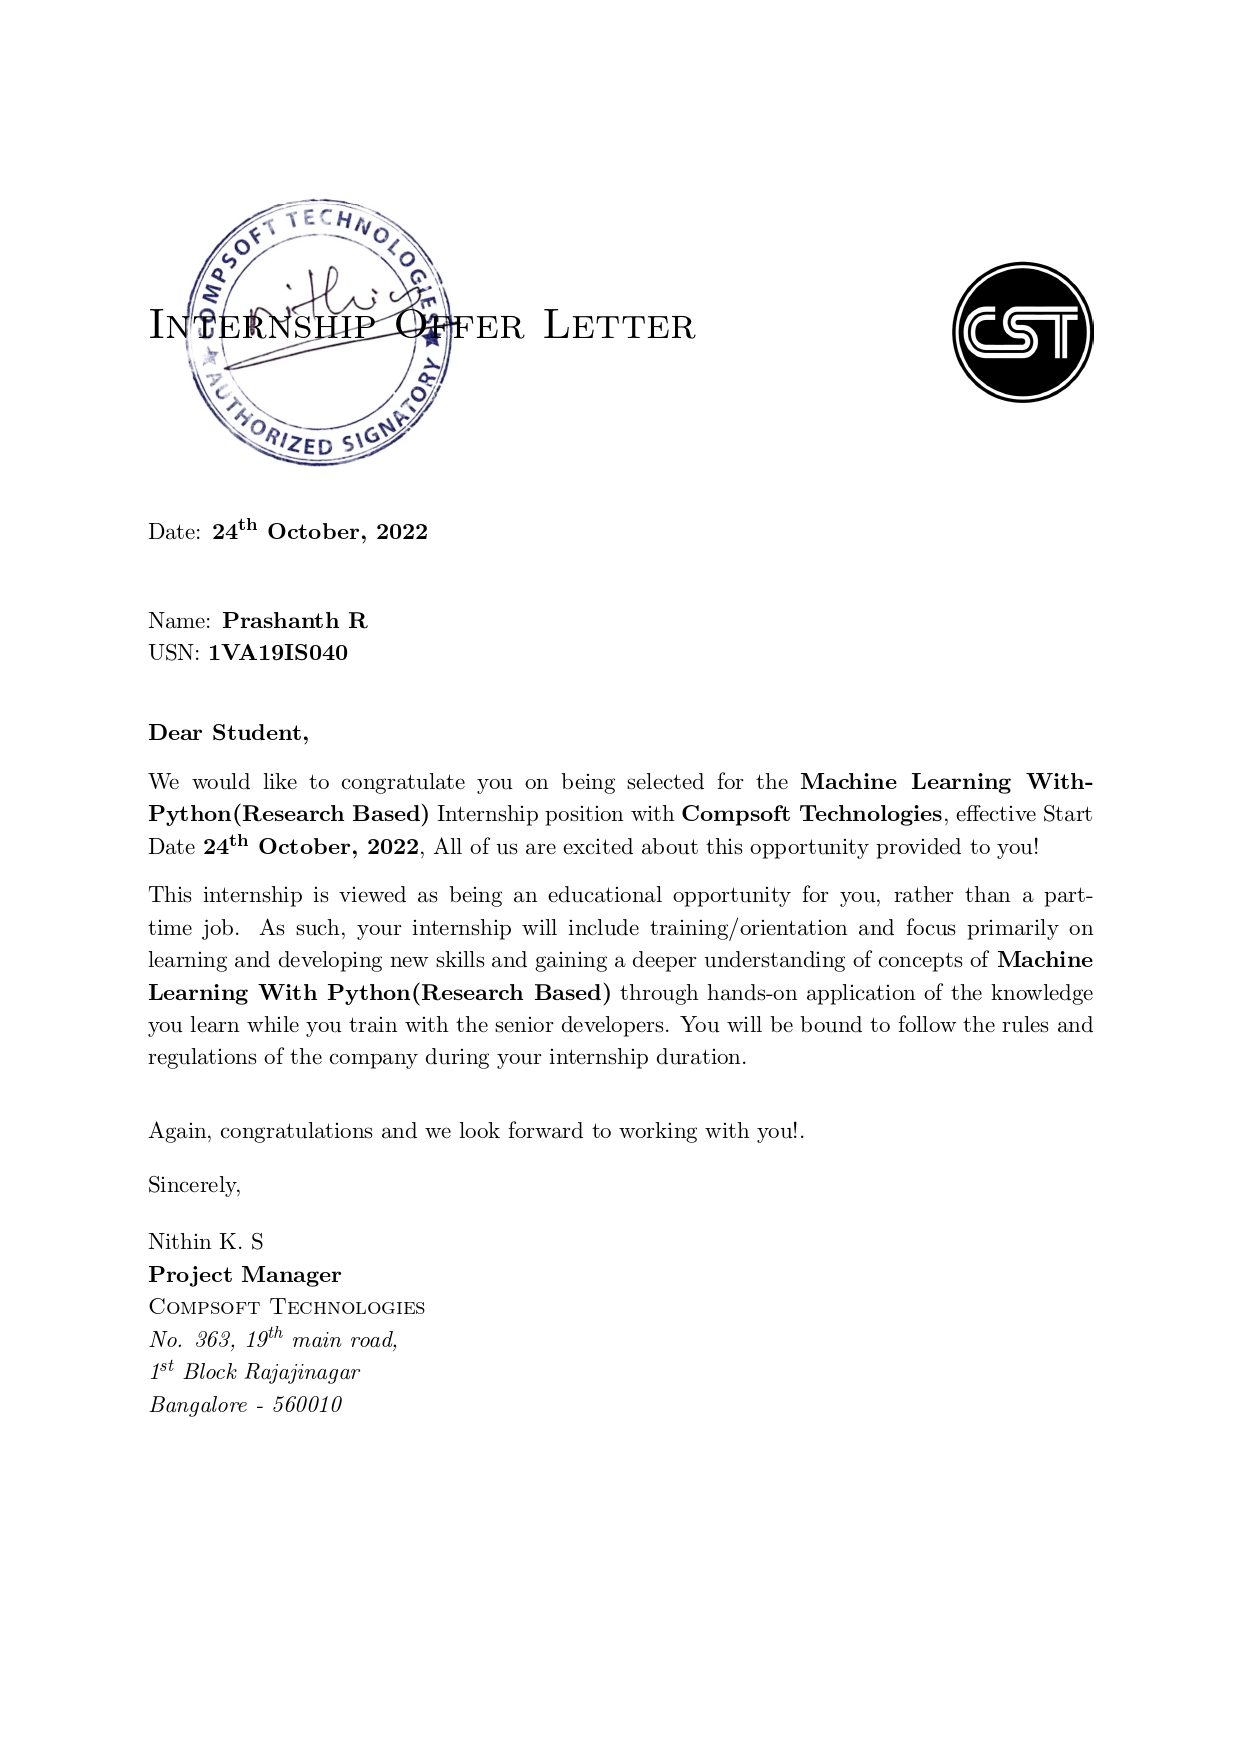 COMPSOFT TECHNOLOGIES
nithin
INTERNSHIP OFFER LETTER
CST
★ AUTHORIZED SIGNATORY ★
Date: 24th October, 2022
Name: Prashanth R
USN: 1VA19IS040
Dear Student,
We would like to congratulate you on being selected for the Machine Learning With-
Python(Research Based) Internship position with Compsoft Technologies, effective Start
Date 24th October, 2022, All of us are excited about this opportunity provided to you!
This internship is viewed as being an educational opportunity for you, rather than a part-
time job. As such, your internship will include training/orientation and focus primarily on
learning and developing new skills and gaining a deeper understanding of concepts of Machine
Learning With Python(Research Based) through hands-on application of the knowledge
you learn while you train with the senior developers. You will be bound to follow the rules and
regulations of the company during your internship duration.
Again, congratulations and we look forward to working with you!.
Sincerely,
Nithin K. S
Project Manager
COMPSOFT TECHNOLOGIES
No. 363, 19th main road,
1st Block Rajajinagar
Bangalore - 560010